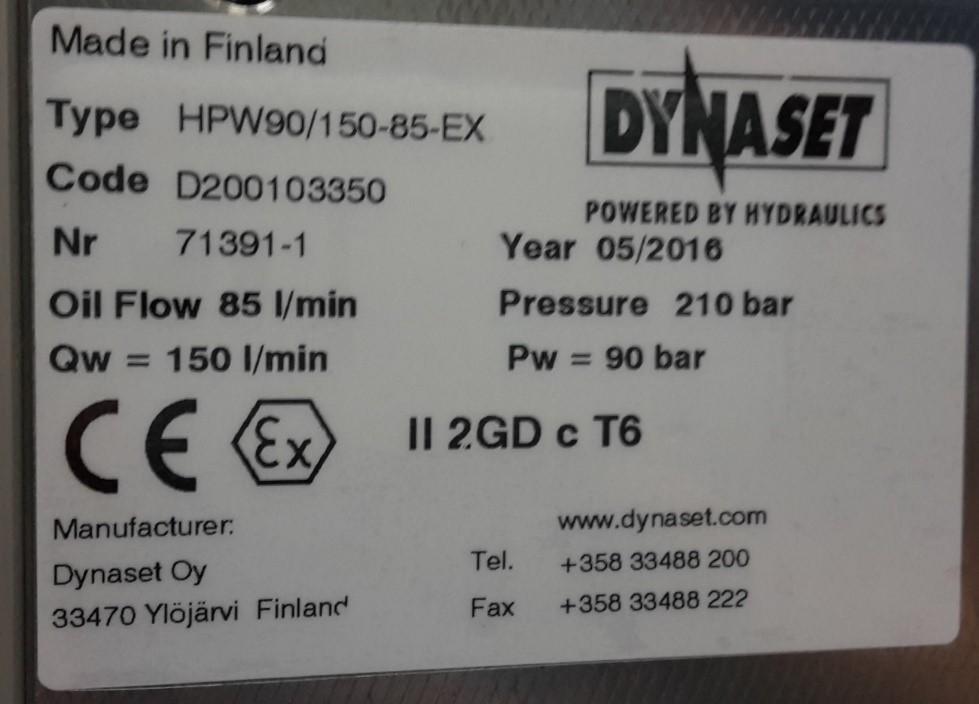 Made in Finland
DYNASET
POWERED BY HYDRAULICS
Type HPW90/150-85-EX
Code D200103350
Nr 71391-1 Year 05/2016
Oil Flow 85 l/min Pressure 210 bar
Qw = 150 l/min Pw = 90 bar
CE Ex II 2GD c T6
Manufacturer: www.dynaset.com
Dynaset Oy Tel. +358 33488 200
33470 Ylöjärvi Finland Fax +358 33488 222